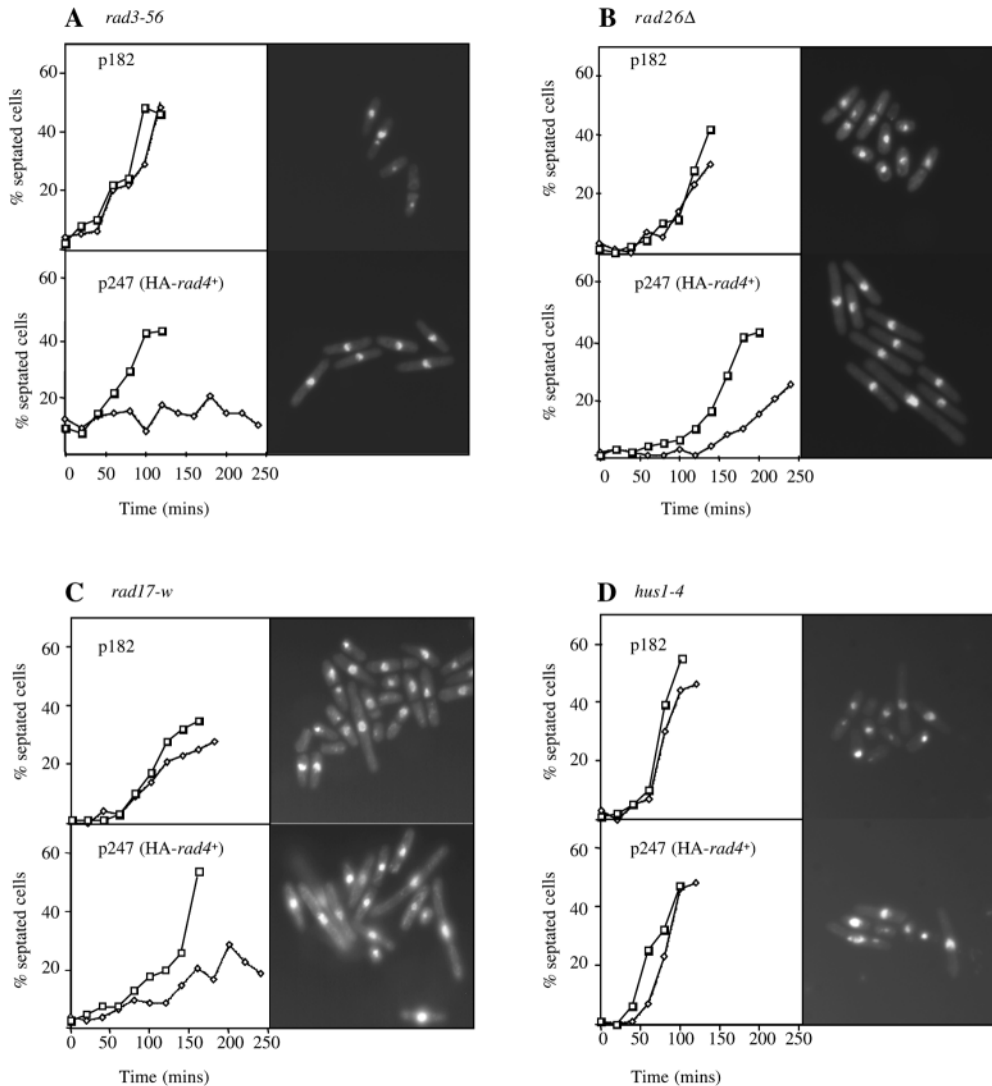 A rad3-56
p182
60
40
20
% septated cells
p247 (HA-rad4+)
60
40
20
% septated cells
0 50 100 150 200 250
Time (mins)
B rad26Δ
p182
60
40
20
% septated cells
p247 (HA-rad4+)
60
40
20
% septated cells
0 50 100 150 200 250
Time (mins)
C rad17-w
p182
60
40
20
% septated cells
p247 (HA-rad4+)
60
40
20
% septated cells
0 50 100 150 200 250
Time (mins)
D hus1-4
p182
60
40
20
% septated cells
p247 (HA-rad4+)
60
40
20
% septated cells
0 50 100 150 200 250
Time (mins)